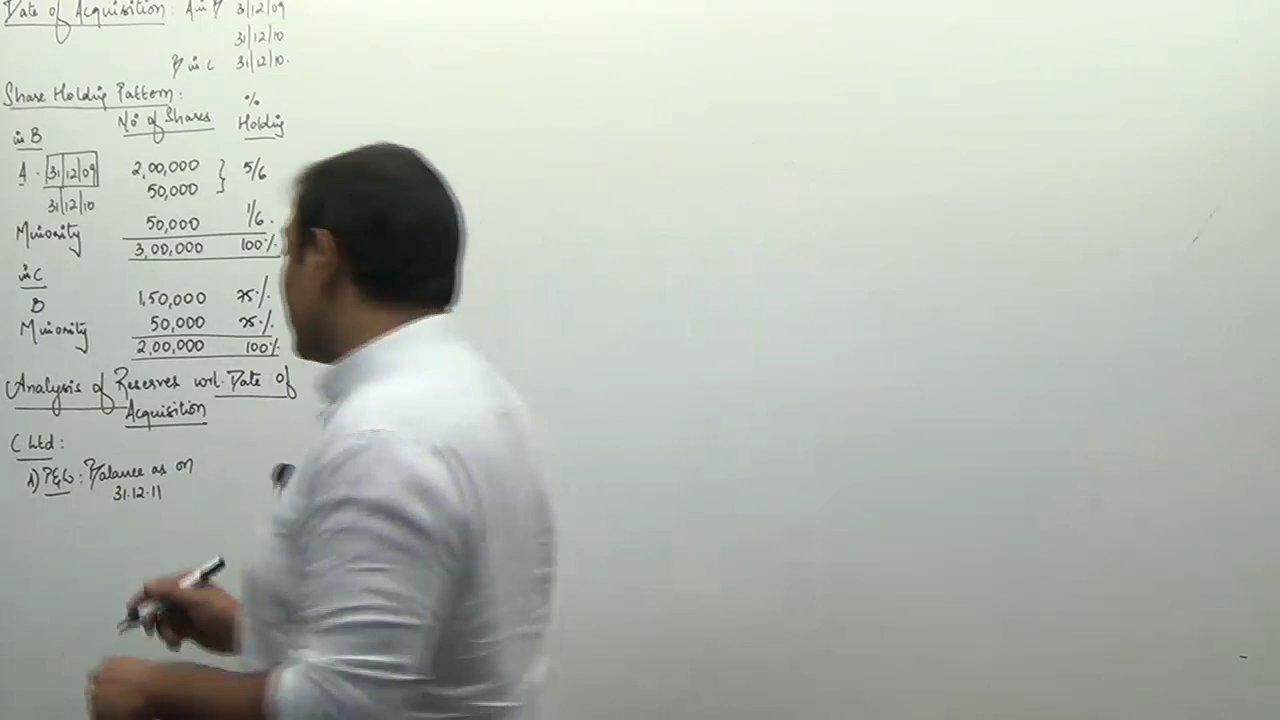 Date of Acquisition: A in B 31/12/09
31/12/10
B in C 31/12/10.
Share Holding Pattern:
No of Shares % Holding
in B
A - 31/12/09 2,00,000 } 5/6
31/12/10 50,000
Minority 50,000 1/6.
3,00,000 100%
in C
B 1,50,000 75%
Minority 50,000 25%
2,00,000 100%
Analysis of Reserves wrt. Date of
Acquisition
C Ltd:
A) P&L: Balance as on
31.12.11